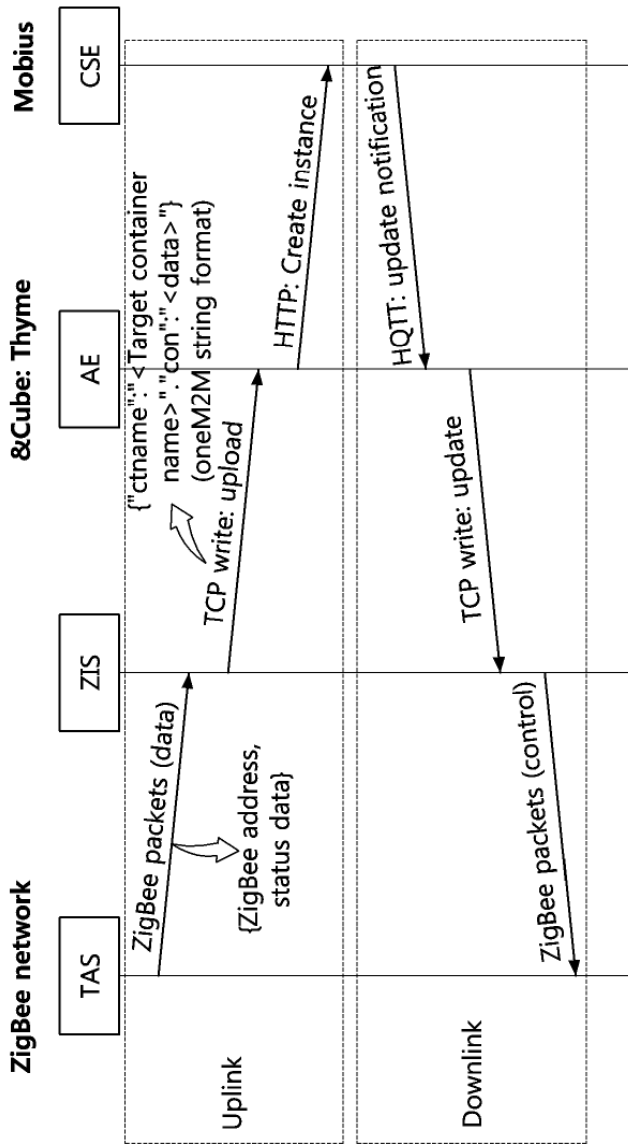 ZigBee network
&Cube: Thyme
Mobius
TAS
ZIS
AE
CSE
Uplink
ZigBee packets (data)
{ZigBee address,
status data}
TCP write: upload
{"ctname":"<Target container
name>"."con":"<data>"}
(oneM2M string format)
HTTP: Create instance
Downlink
HQTT: update notification
TCP write: update
ZigBee packets (control)